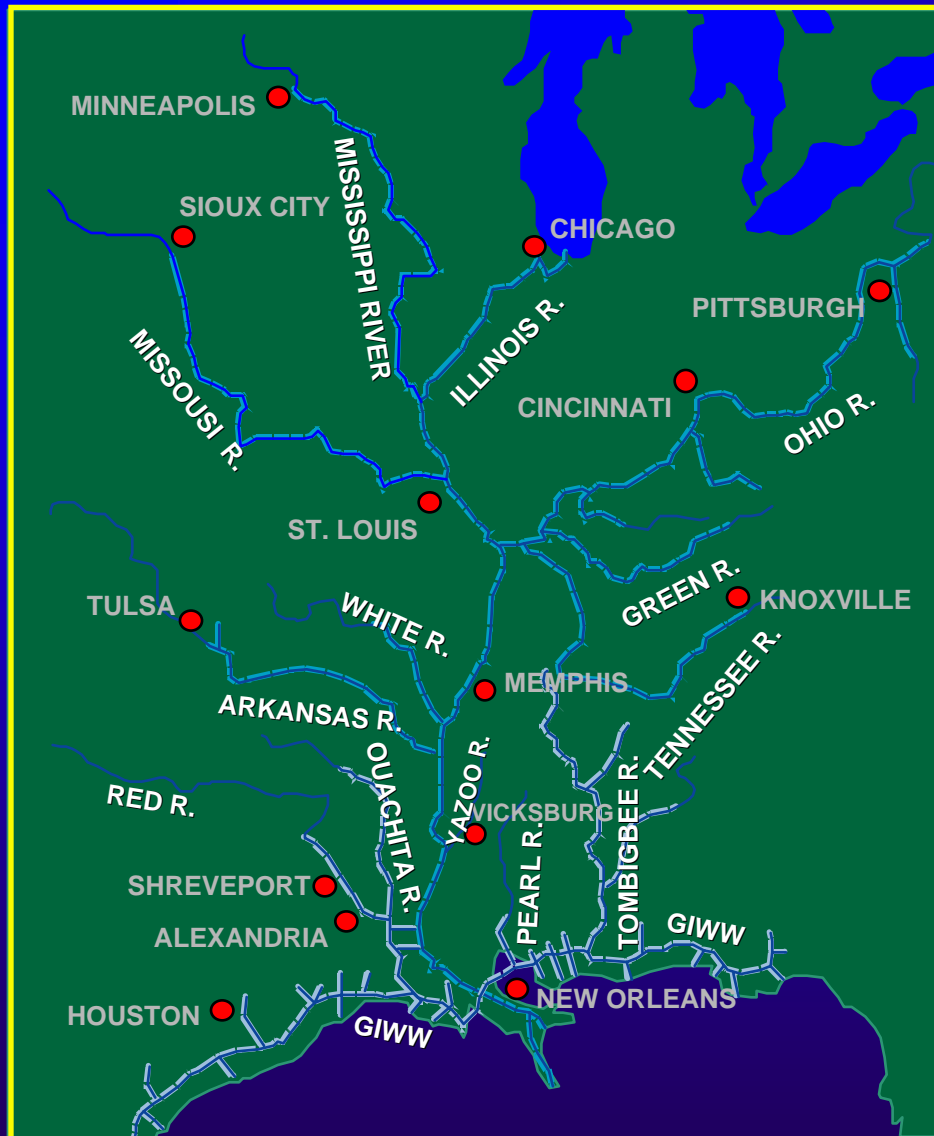 MINNEAPOLIS
MISSISSIPPI RIVER
SIOUX CITY
CHICAGO
PITTSBURGH
ILLINOIS R.
MISSOUSI R.
CINCINNATI
OHIO R.
ST. LOUIS
GREEN R.
KNOXVILLE
TULSA
WHITE R.
MEMPHIS
TENNESSEE R.
ARKANSAS R.
OUACHITA R.
YAZOO R.
RED R.
VICKSBURG
PEARL R.
TOMBIGBEE R.
SHREVEPORT
ALEXANDRIA
GIWW
NEW ORLEANS
HOUSTON
GIWW